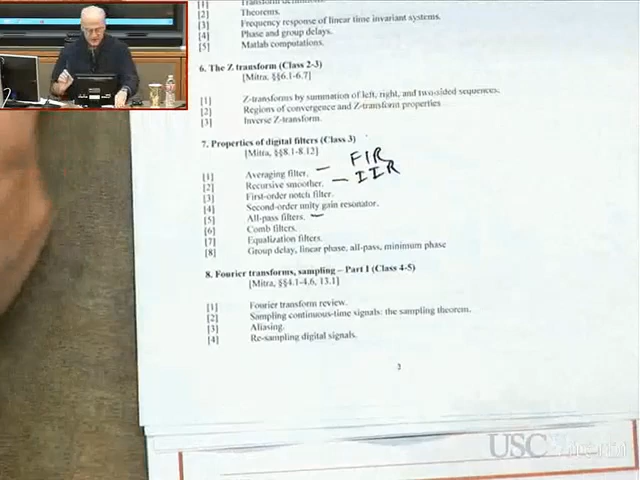 [1] Transform definitions.
[2] Theorems.
[3] Frequency response of linear time invariant systems.
[4] Phase and group delays.
[5] Matlab computations.
6. The Z transform (Class 2-3)
[Mitra, §§6.1-6.7]
[1] Z-transforms by summation of left, right, and two-sided sequences.
[2] Regions of convergence and Z-transform properties
[3] Inverse Z-transform.
7. Properties of digital filters (Class 3)
[Mitra, §§8.1-8.12]
[1] Averaging filter. — FIR
[2] Recursive smoother. — IIR
[3] First-order notch filter.
[4] Second-order unity gain resonator.
[5] All-pass filters. —
[6] Comb filters.
[7] Equalization filters.
[8] Group delay, linear phase, all-pass, minimum phase
8. Fourier transforms, sampling – Part I (Class 4-5)
[Mitra, §§4.1-4.6, 13.1]
[1] Fourier transform review.
[2] Sampling continuous-time signals: the sampling theorem.
[3] Aliasing.
[4] Re-sampling digital signals.
3
USC Viterbi